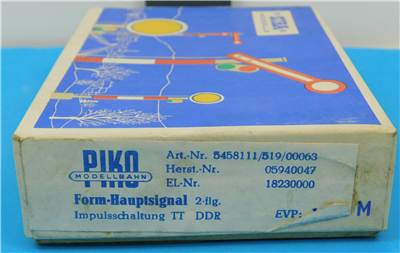 PIKO
MODELLBAHN
Art.-Nr. 5458111/519/00063
Herst.-Nr. 05940047
EL-Nr. 18230000
Form-Hauptsignal 2-flg.
Impulsschaltung TT DDR
EVP: M